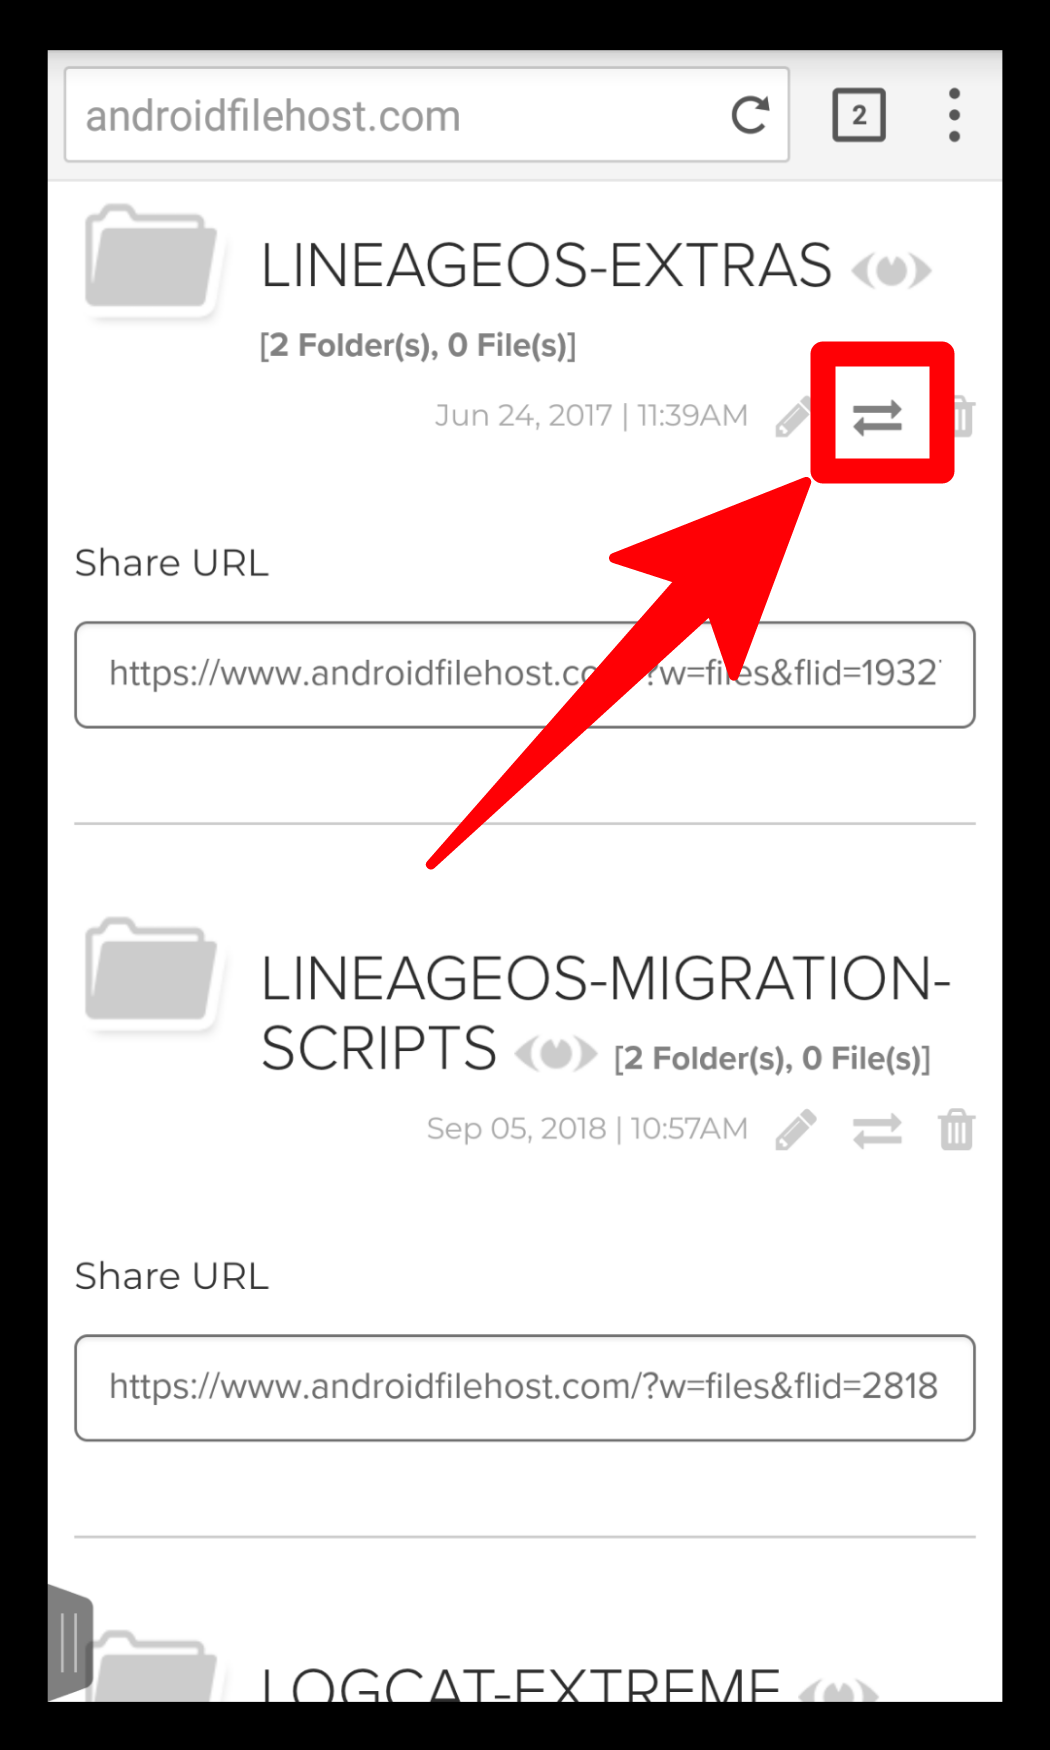 androidfilehost.com
2
LINEAGEOS-EXTRAS
[2 Folder(s), 0 File(s)]
Jun 24, 2017 | 11:39AM
Share URL
https://www.androidfilehost.co ?w=files&flid=1932
LINEAGEOS-MIGRATION-
SCRIPTS [2 Folder(s), 0 File(s)]
Sep 05, 2018 | 10:57AM
Share URL
https://www.androidfilehost.com/?w=files&flid=2818
LOGCAT-EXTREME